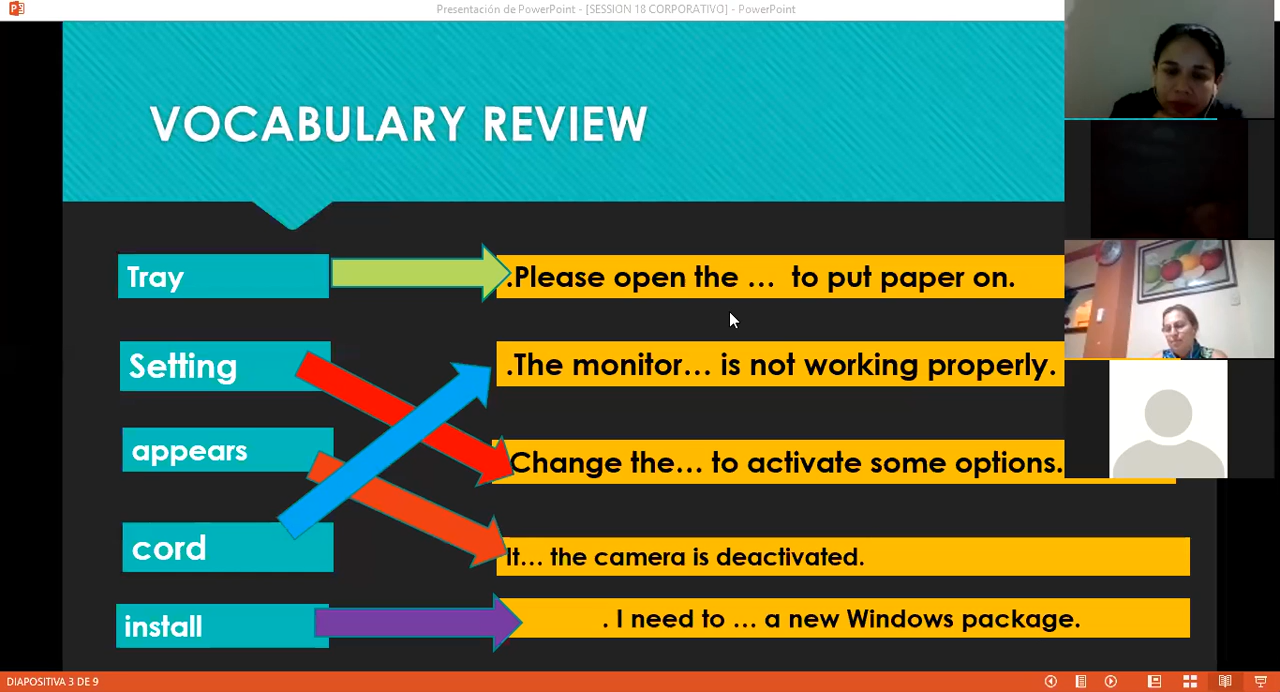 Presentación de PowerPoint - [SESSION 18 CORPORATIVO] - PowerPoint
VOCABULARY REVIEW
Tray
.Please open the … to put paper on.
Setting
.The monitor… is not working properly.
appears
Change the… to activate some options.
cord
It… the camera is deactivated.
install
. I need to … a new Windows package.
DIAPOSITIVA 3 DE 9